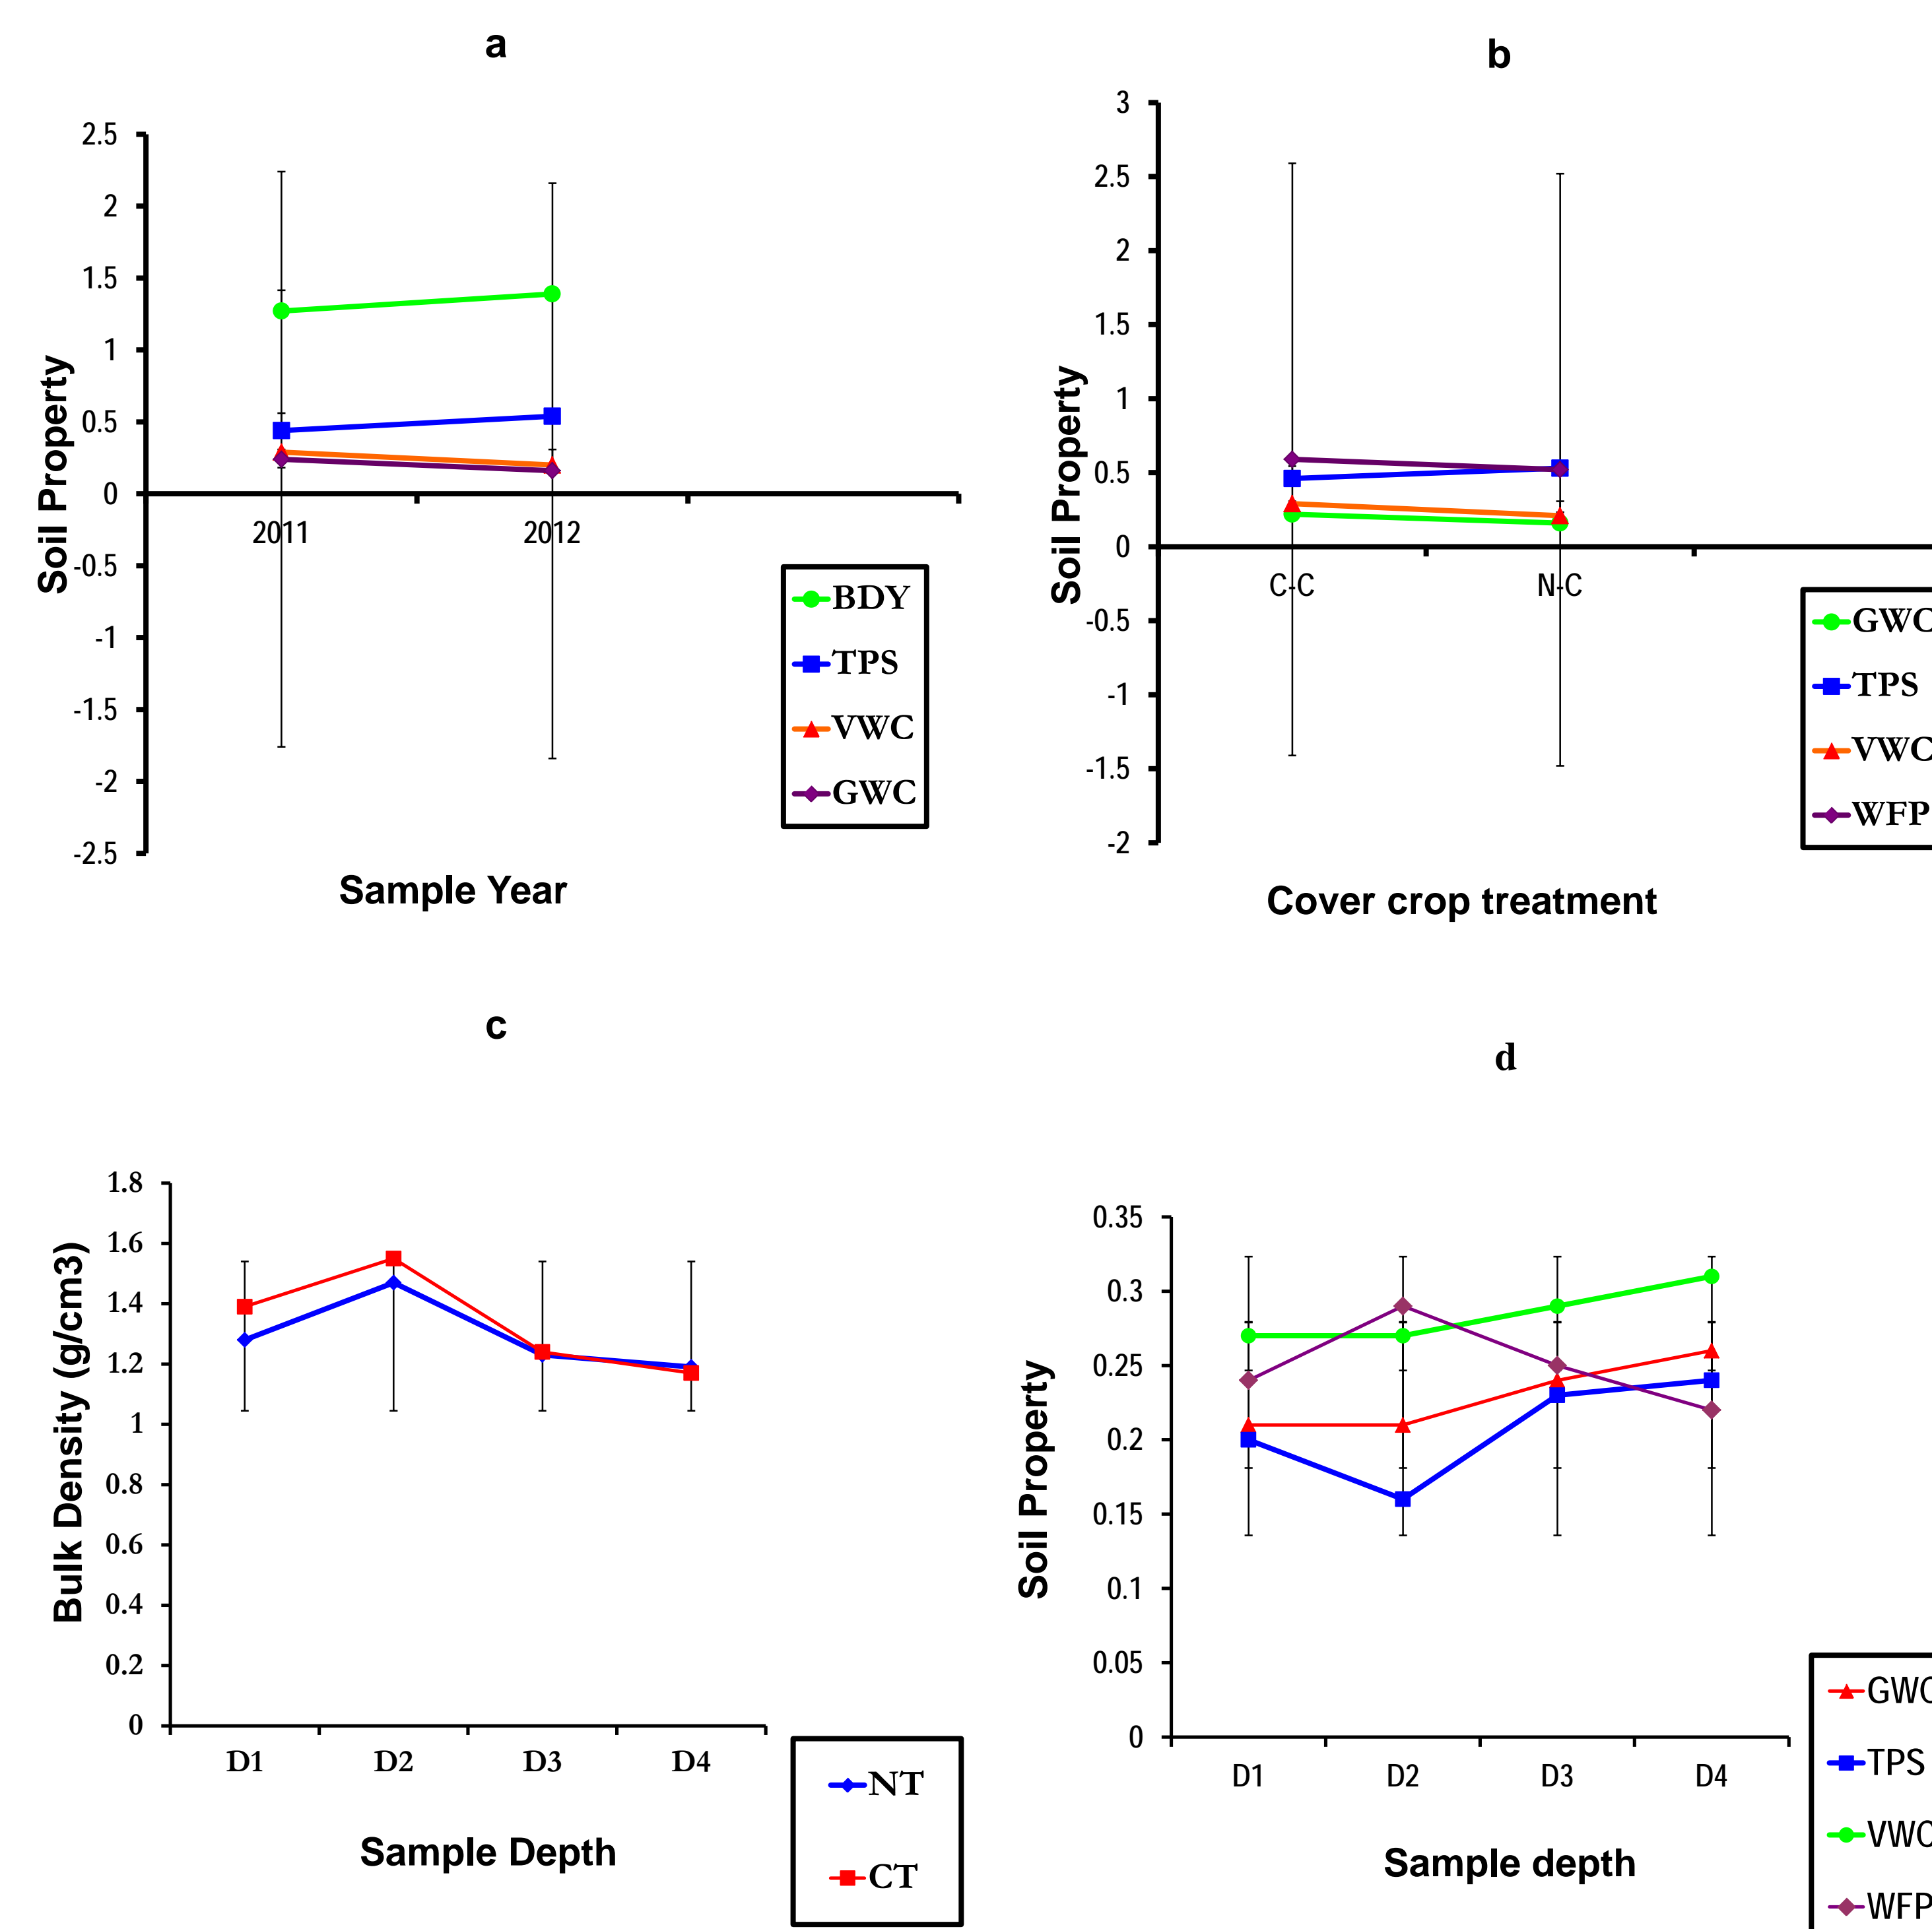 a
2.5
2
1.5
1
0.5
0
-0.5
-1
-1.5
-2
-2.5
2011
2012
Soil Property
Sample Year
BDY
TPS
VWC
GWC
b
3
2.5
2
1.5
1
0.5
0
-0.5
-1
-1.5
-2
C-C
N-C
Soil Property
Cover crop treatment
GWC
TPS
VWC
WFP
c
1.8
1.6
1.4
1.2
1
0.8
0.6
0.4
0.2
0
D1
D2
D3
D4
Bulk Density (g/cm3)
Sample Depth
NT
CT
d
0.35
0.3
0.25
0.2
0.15
0.1
0.05
0
D1
D2
D3
D4
Soil Property
Sample depth
GWC
TPS
VWC
WFP